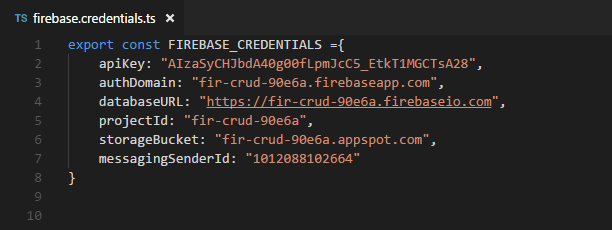 TS firebase.credentials.ts ×
1 export const FIREBASE_CREDENTIALS ={
2 apiKey: "AIzaSyCHJbdA40g00fLpmJcC5_EtkT1MGCTsA28",
3 authDomain: "fir-crud-90e6a.firebaseapp.com",
4 databaseURL: "https://fir-crud-90e6a.firebaseio.com",
5 projectId: "fir-crud-90e6a",
6 storageBucket: "fir-crud-90e6a.appspot.com",
7 messagingSenderId: "1012088102664"
8 }
9
10